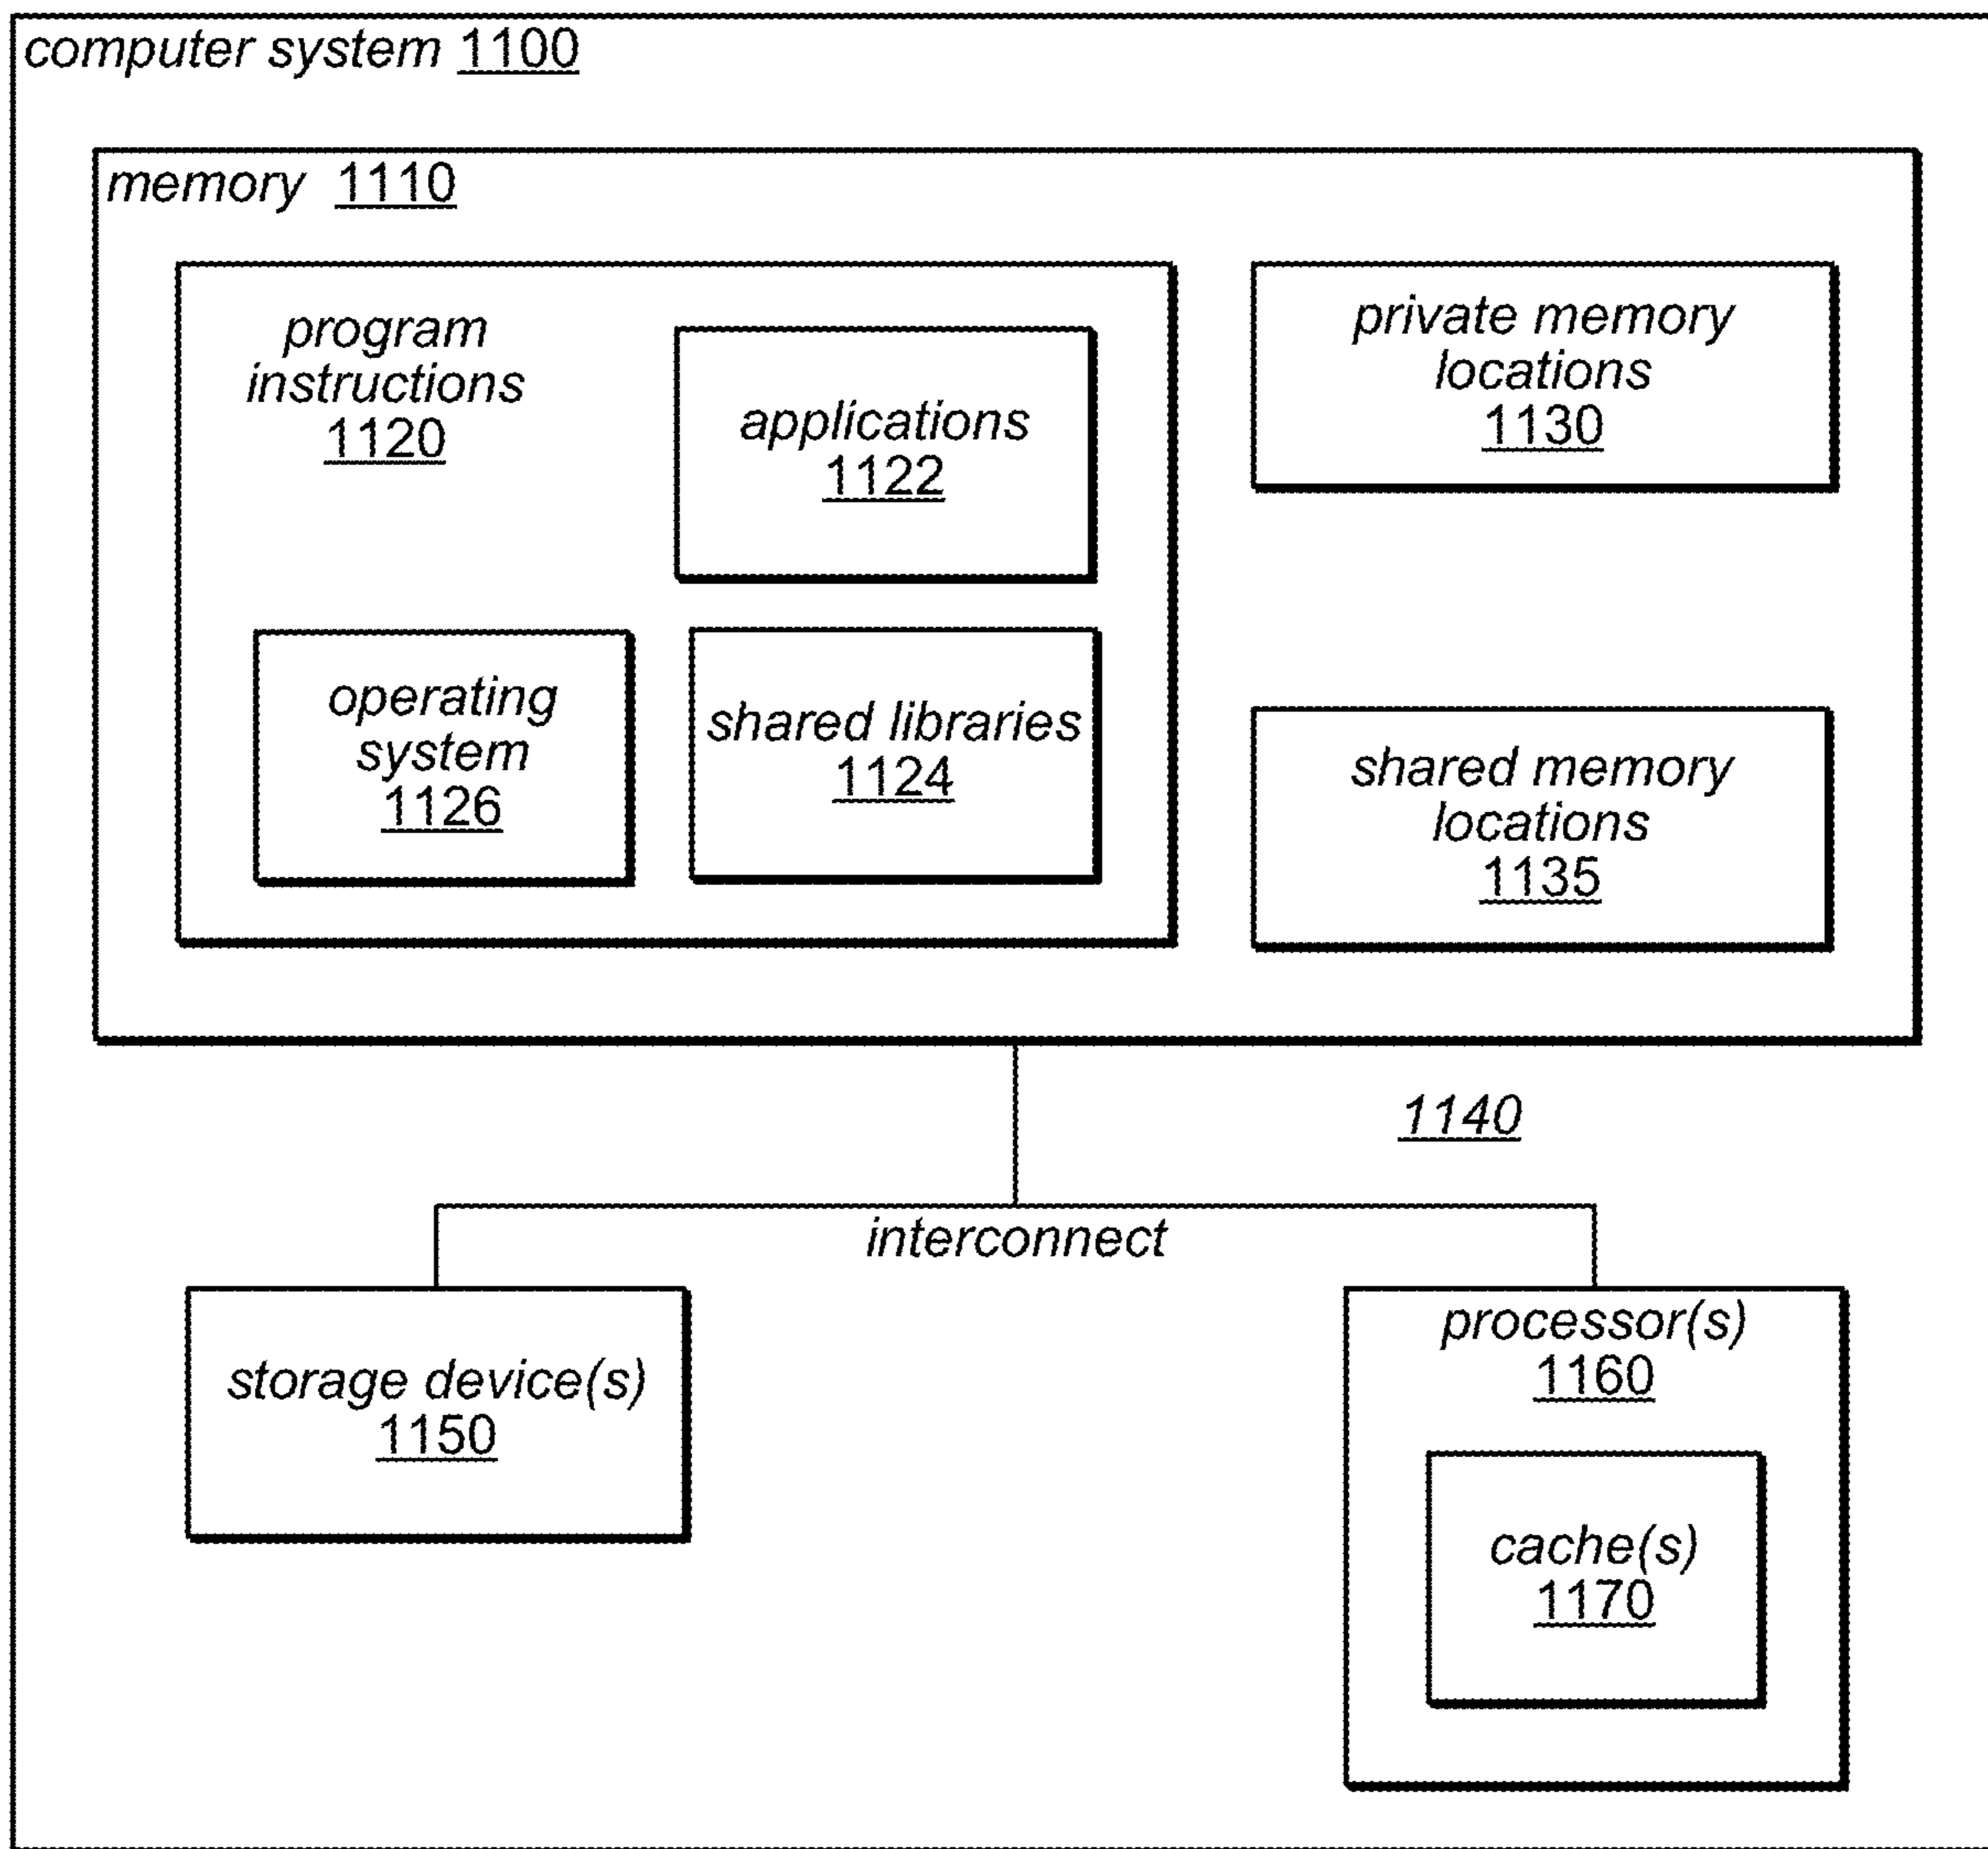 computer system 1100
memory 1110
program
instructions
1120
applications
1122
private memory
locations
1130
operating
system
1126
shared libraries
1124
shared memory
locations
1135
1140
interconnect
storage device(s)
1150
processor(s)
1160
cache(s)
1170